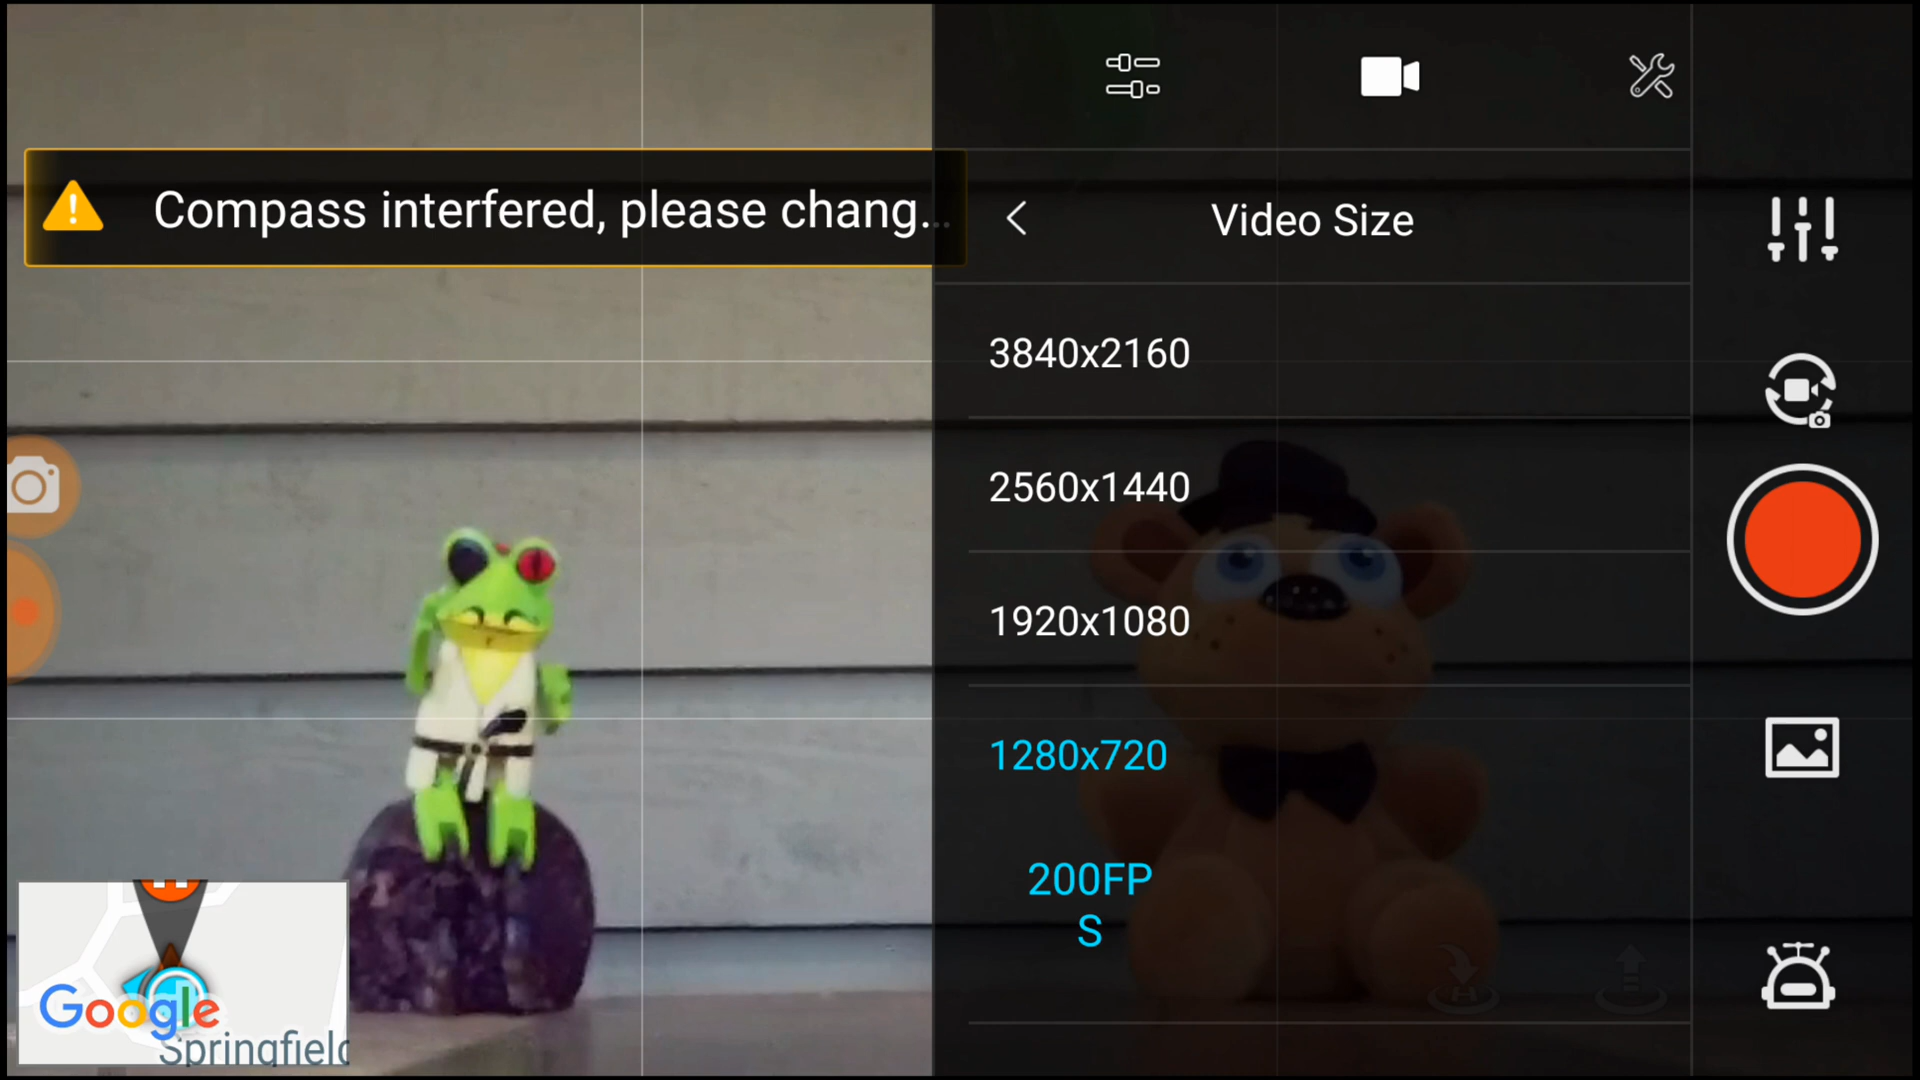 Compass interfered, please chang...
Video Size
3840x2160
2560x1440
1920x1080
1280x720
200FP
S
Google
Springfield